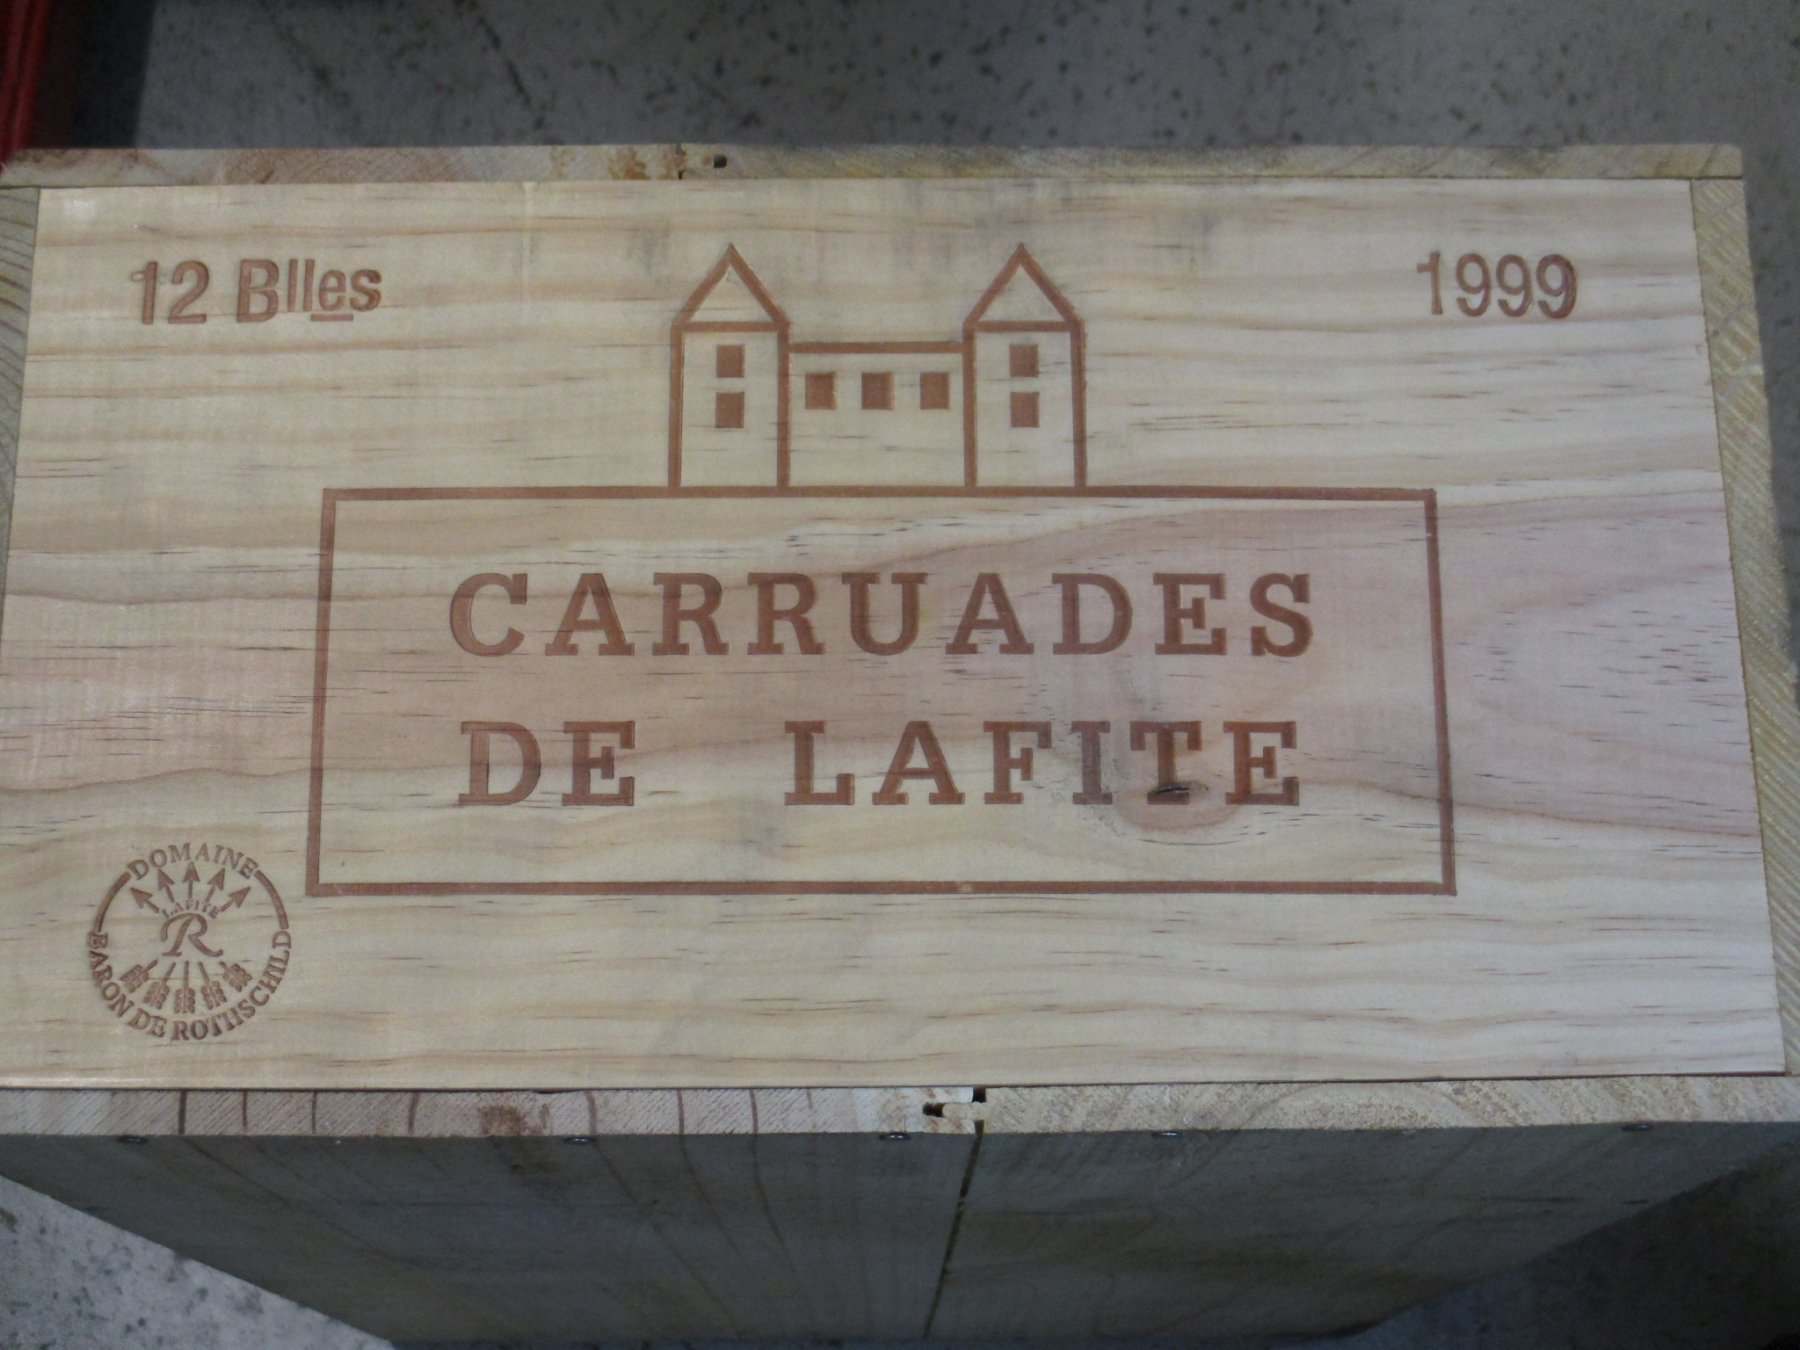 12 Blles
1999
CARRUADES
DE LAFITE
DOMAINE
LAFITE
R
BARON DE ROTHSCHILD